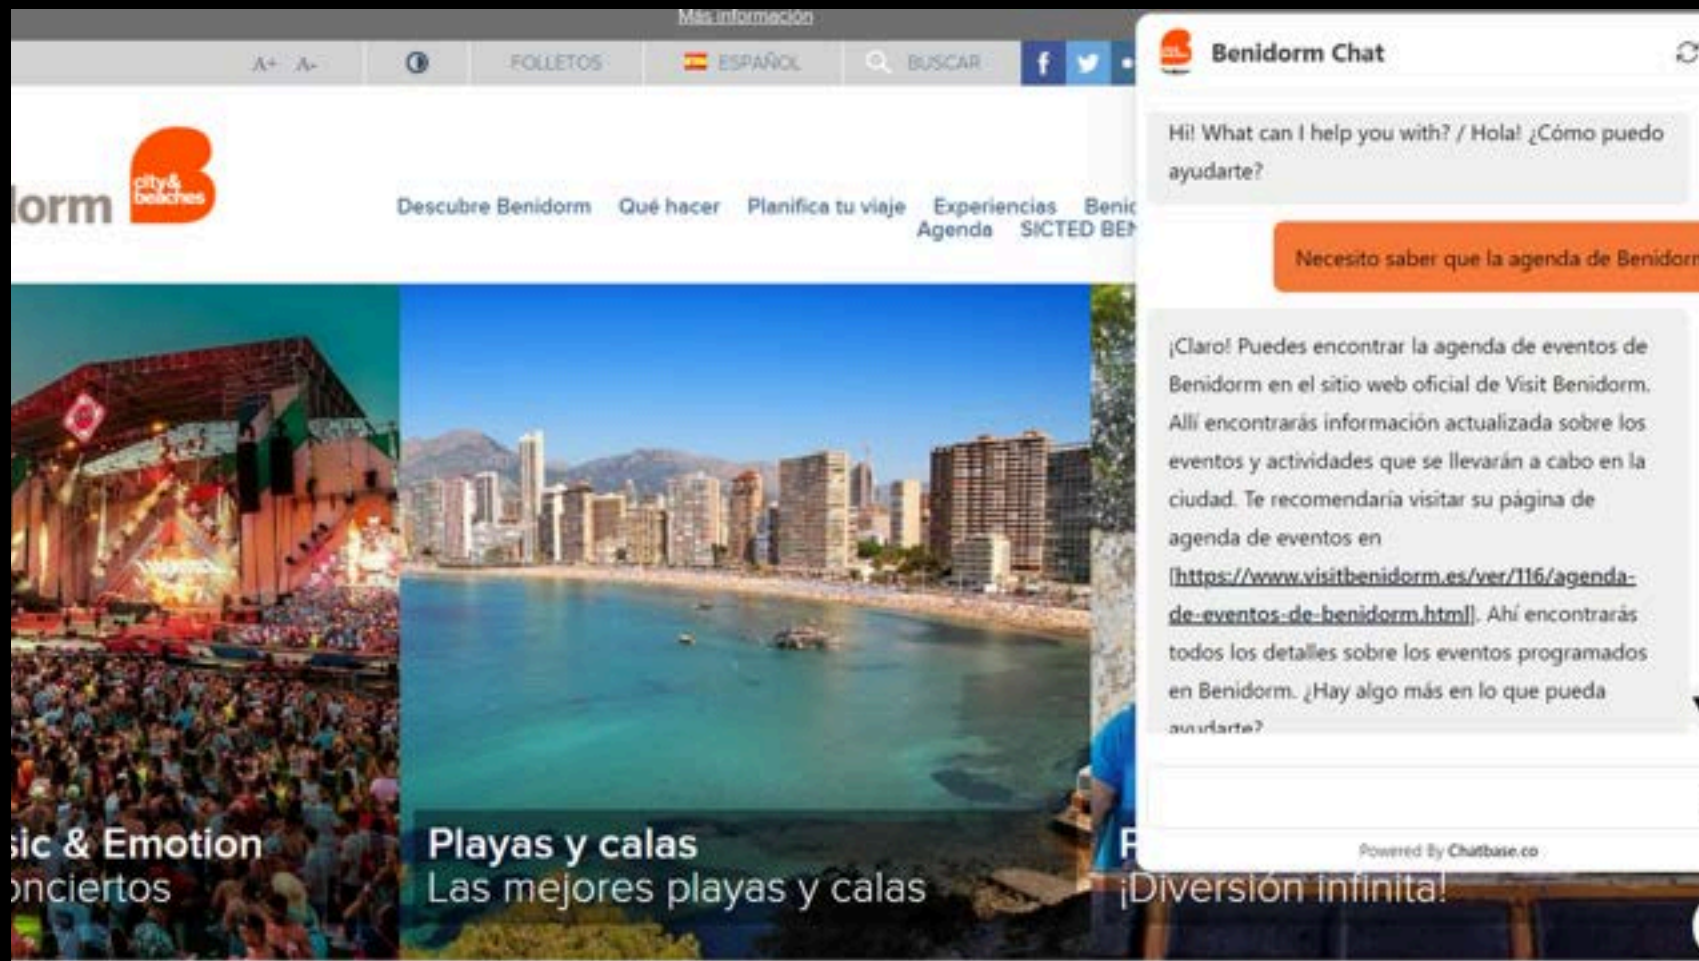 Más información
A+ A-
FOLLETOS
ESPAÑOL
BUSCAR
city&
beaches
Descubre Benidorm Qué hacer Planifica tu viaje Experiencias
Agenda SICTED
Benidorm Chat
Hi! What can I help you with? / Hola! ¿Cómo puedo
ayudarte?
Necesito saber que la agenda de Benidorm
¡Claro! Puedes encontrar la agenda de eventos de
Benidorm en el sitio web oficial de Visit Benidorm.
Allí encontrarás información actualizada sobre los
eventos y actividades que se llevarán a cabo en la
ciudad. Te recomendaría visitar su página de
agenda de eventos en
[https://www.visitbenidorm.es/ver/116/agenda-
de-eventos-de-benidorm.html]. Ahí encontrarás
todos los detalles sobre los eventos programados
en Benidorm. ¿Hay algo más en lo que pueda
ayudarte?
Powered By Chatbase.co
sic & Emotion
onciertos
Playas y calas
Las mejores playas y calas
¡Diversión infinita!